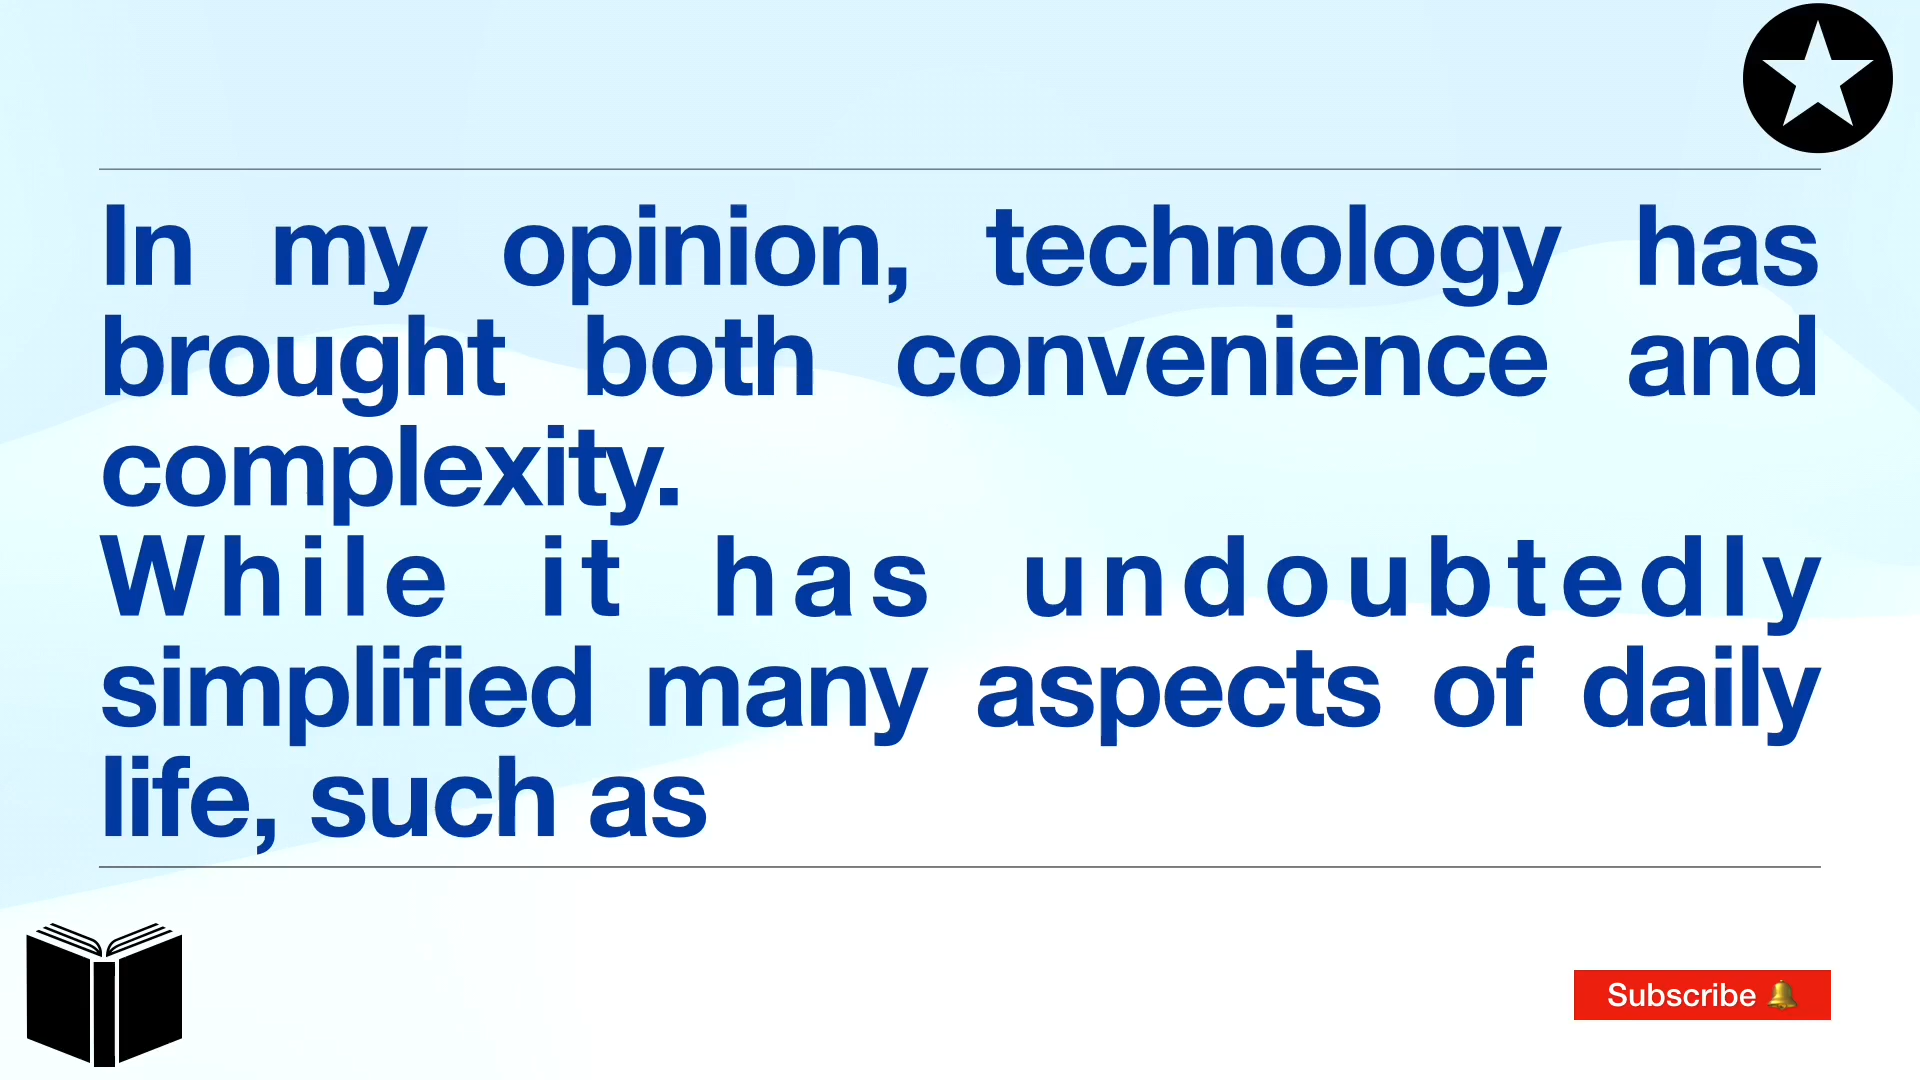 In my opinion, technology has
brought both convenience and
complexity.
While it has undoubtedly
simplified many aspects of daily
life, such as
Subscribe 🔔